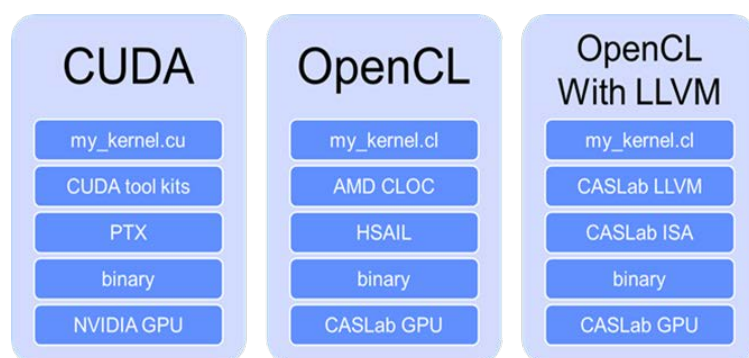 CUDA
my_kernel.cu
CUDA tool kits
PTX
binary
NVIDIA GPU
OpenCL
my_kernel.cl
AMD CLOC
HSAIL
binary
CASLab GPU
OpenCL
With LLVM
my_kernel.cl
CASLab LLVM
CASLab ISA
binary
CASLab GPU